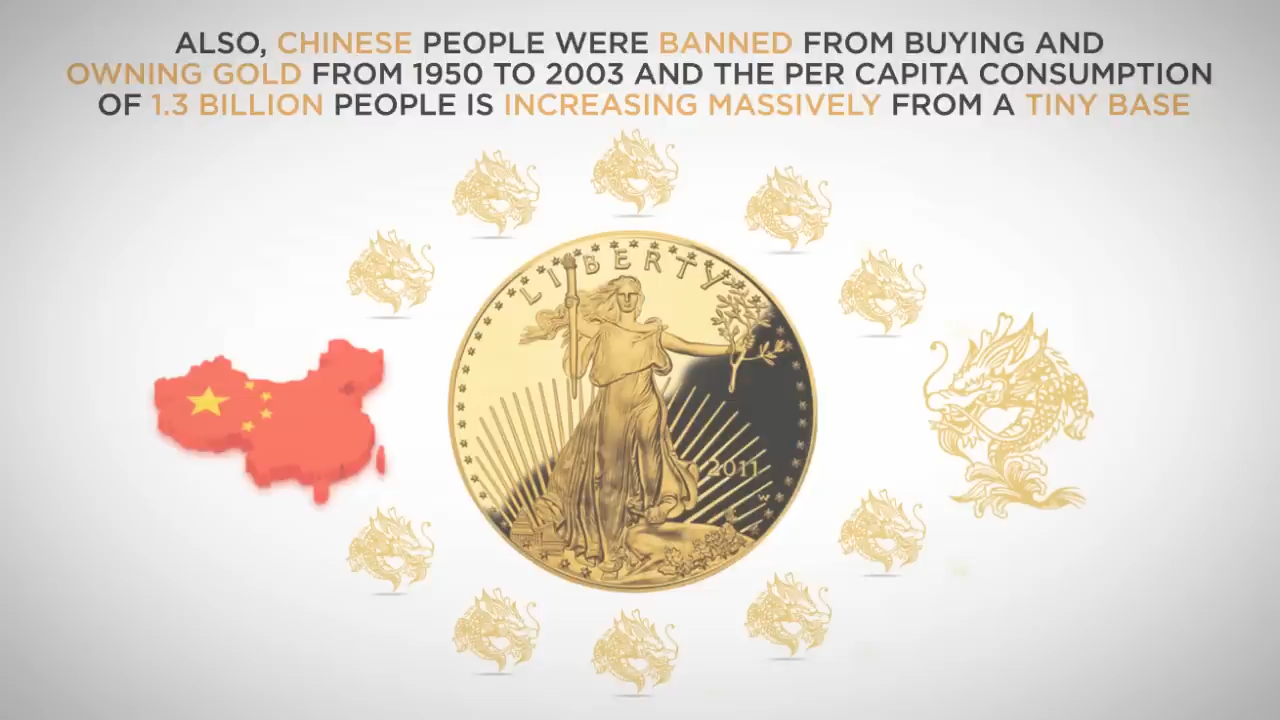 ALSO, CHINESE PEOPLE WERE BANNED FROM BUYING AND
OWNING GOLD FROM 1950 TO 2003 AND THE PER CAPITA CONSUMPTION
OF 1.3 BILLION PEOPLE IS INCREASING MASSIVELY FROM A TINY BASE
LIBERTY
2011
W